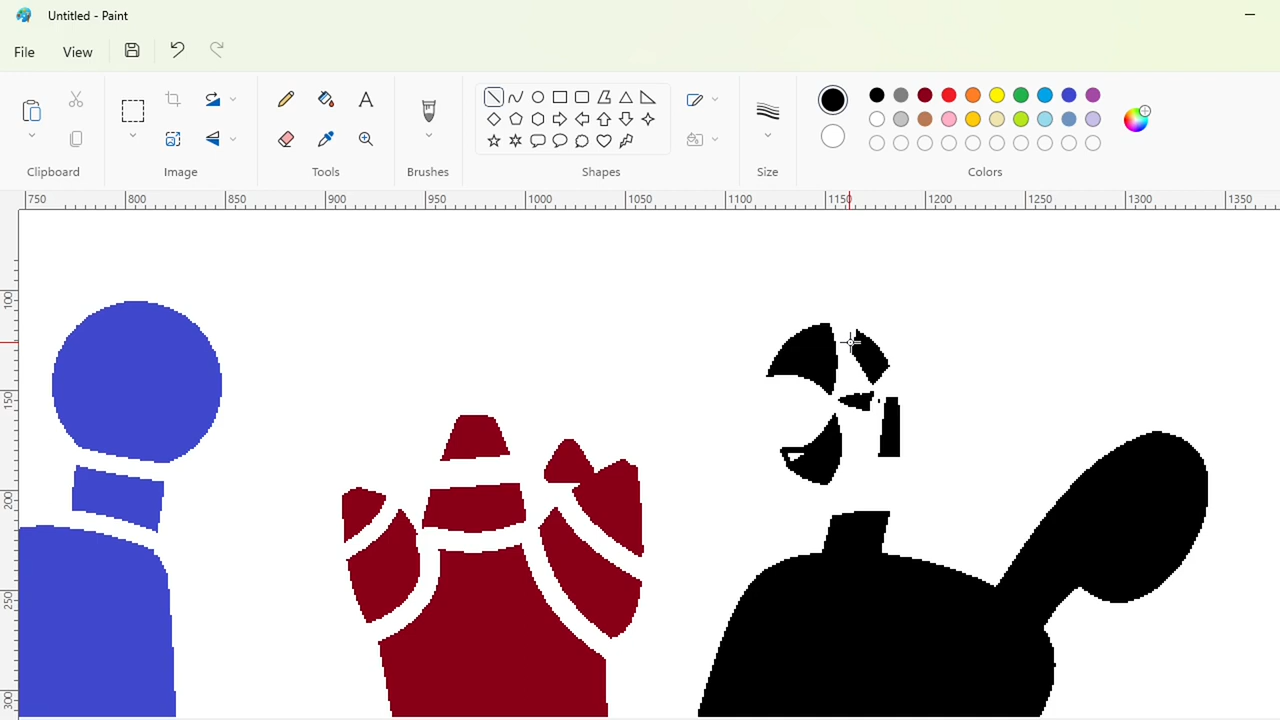 Untitled - Paint
File View
Clipboard Image Tools Brushes Shapes Size Colors
750 800 850 900 950 1000 1050 1100 1150 1200 1250 1300 1350
100
150
200
250
300